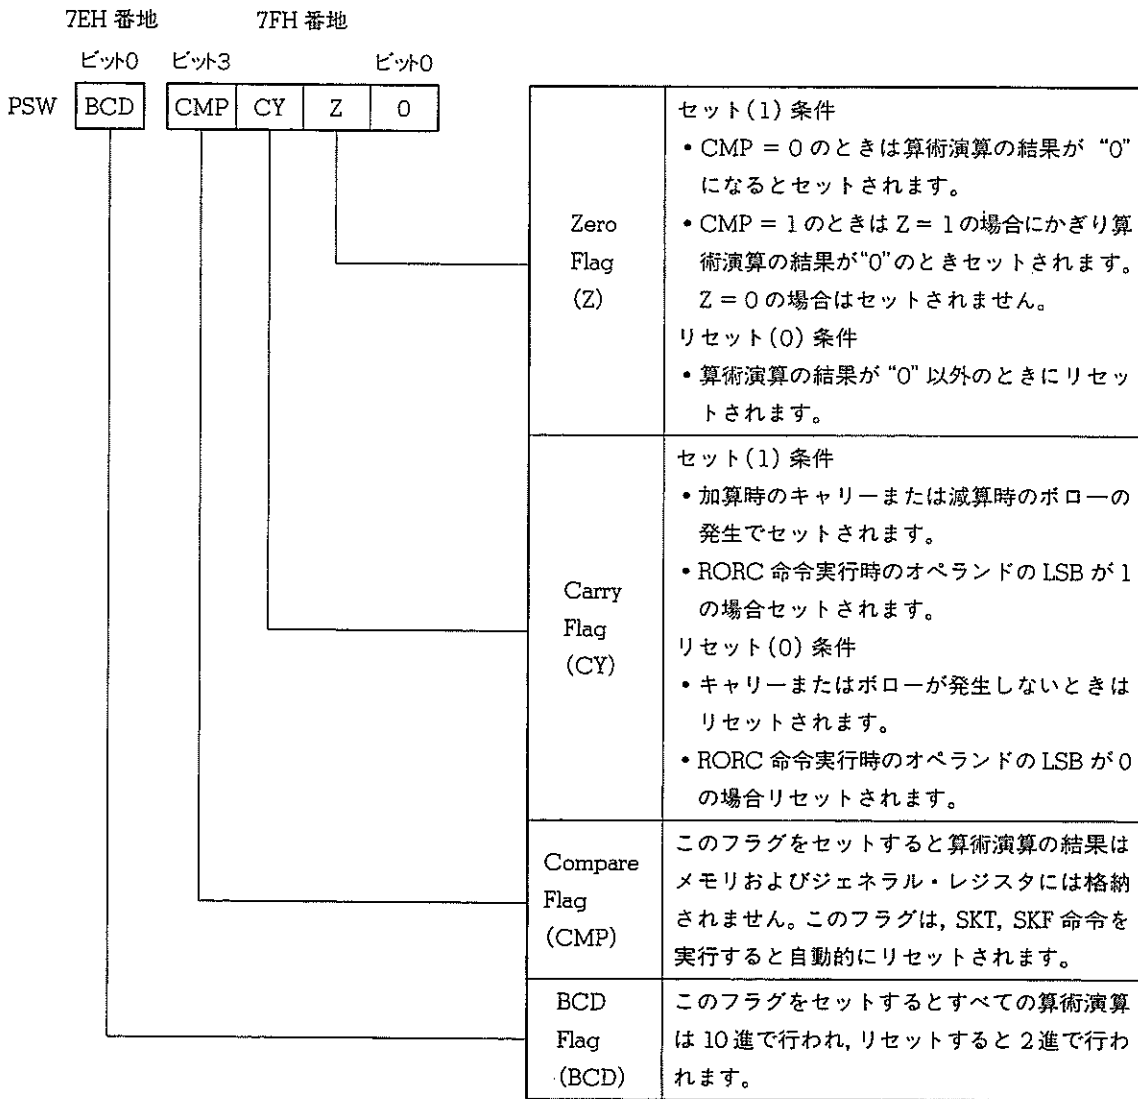 7EH 番地 7FH 番地
ビット0 ビット3 ビット0
PSW BCD CMP CY Z 0
Zero
Flag
(Z)
セット(1) 条件
• CMP = 0 のときは算術演算の結果が “0”
になるとセットされます。
• CMP = 1 のときは Z = 1 の場合にかぎり算
術演算の結果が“0”のときセットされます。
Z = 0 の場合はセットされません。
リセット(0) 条件
• 算術演算の結果が “0” 以外のときにリセッ
トされます。
Carry
Flag
(CY)
セット(1) 条件
• 加算時のキャリーまたは減算時のボローの
発生でセットされます。
• RORC 命令実行時のオペランドの LSB が 1
の場合セットされます。
リセット(0) 条件
• キャリーまたはボローが発生しないときは
リセットされます。
• RORC 命令実行時のオペランドの LSB が 0
の場合リセットされます。
Compare
Flag
(CMP)
このフラグをセットすると算術演算の結果は
メモリおよびジェネラル・レジスタには格納
されません。このフラグは, SKT, SKF 命令を
実行すると自動的にリセットされます。
BCD
Flag
(BCD)
このフラグをセットするとすべての算術演算
は 10 進で行われ, リセットすると 2 進で行わ
れます。